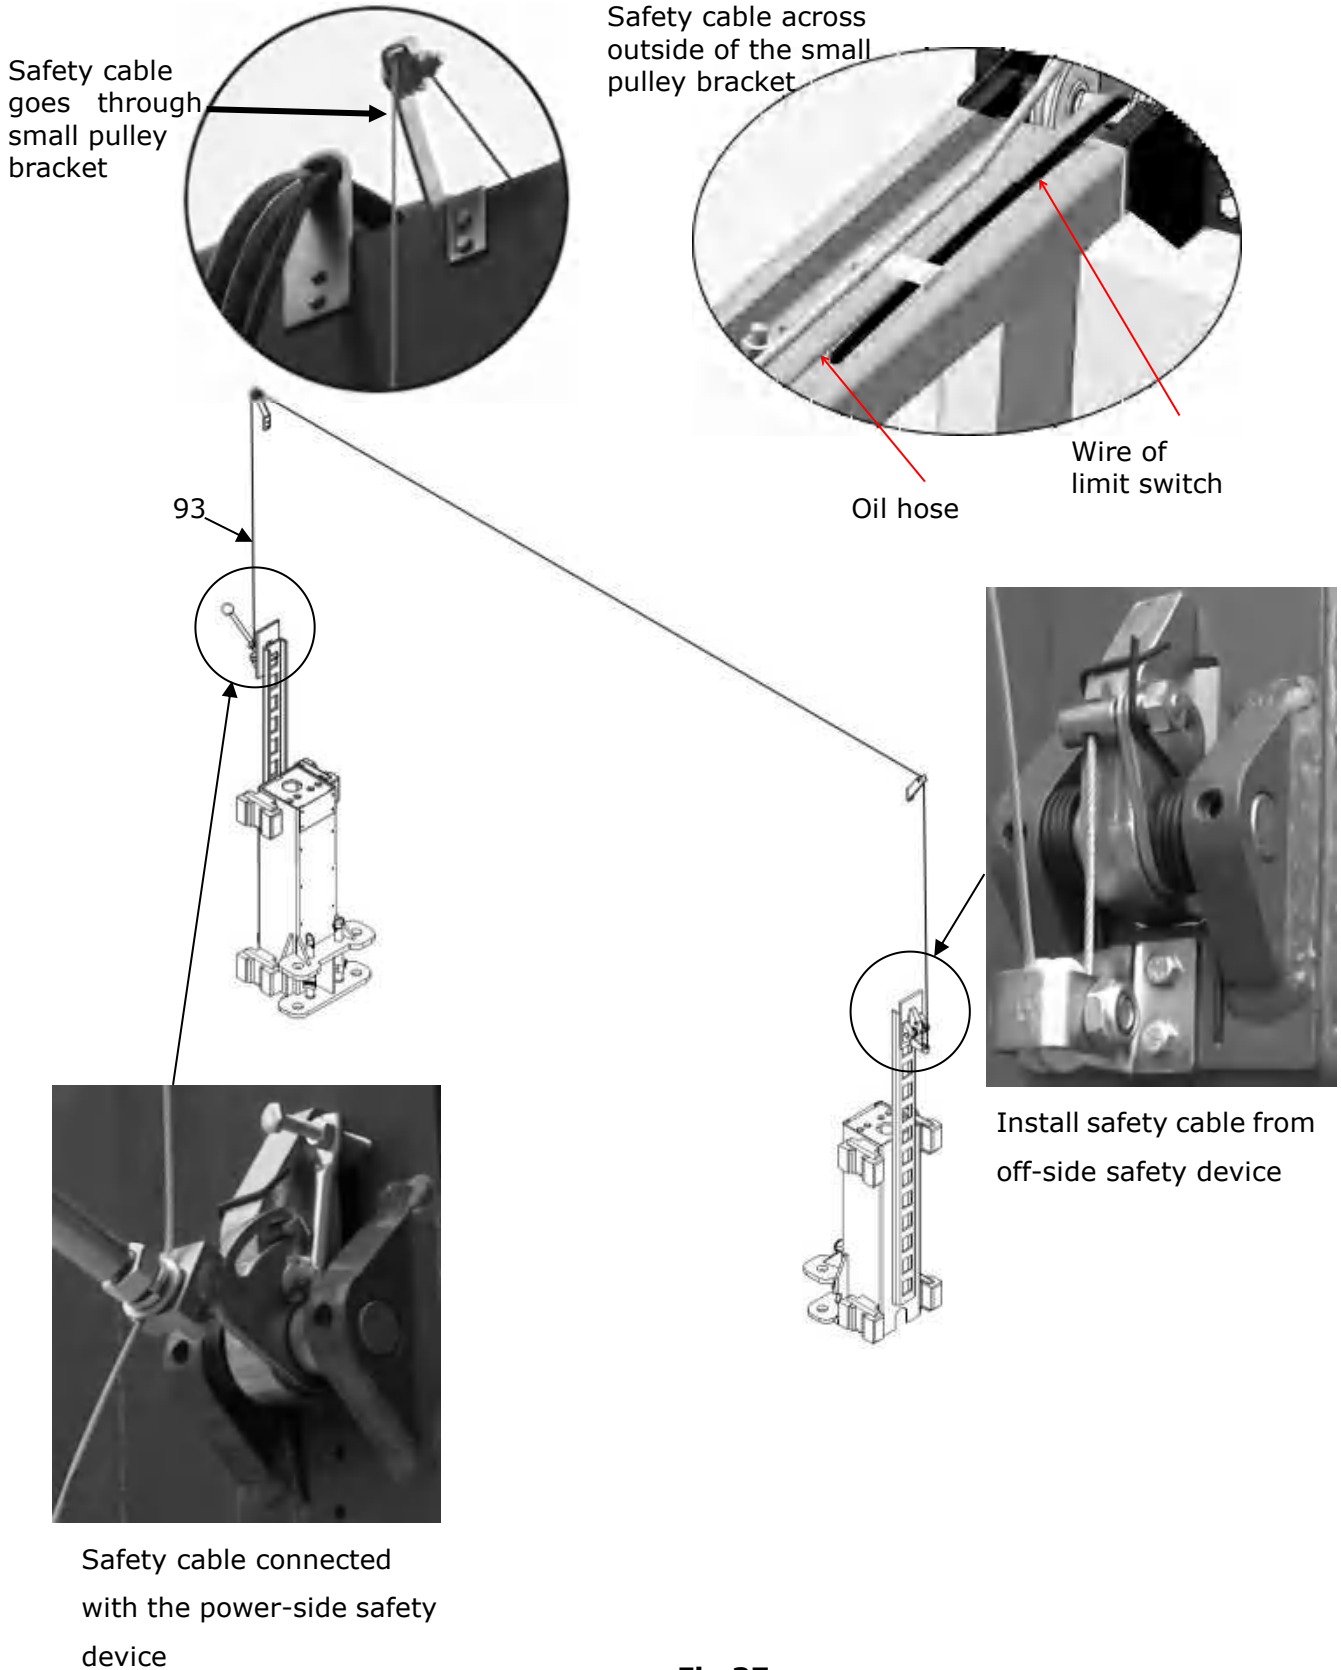 Safety cable
goes through
small pulley
bracket
Safety cable across
outside of the small
pulley bracket
Wire of
limit switch
Oil hose
93
Install safety cable from
off-side safety device
Safety cable connected
with the power-side safety
device